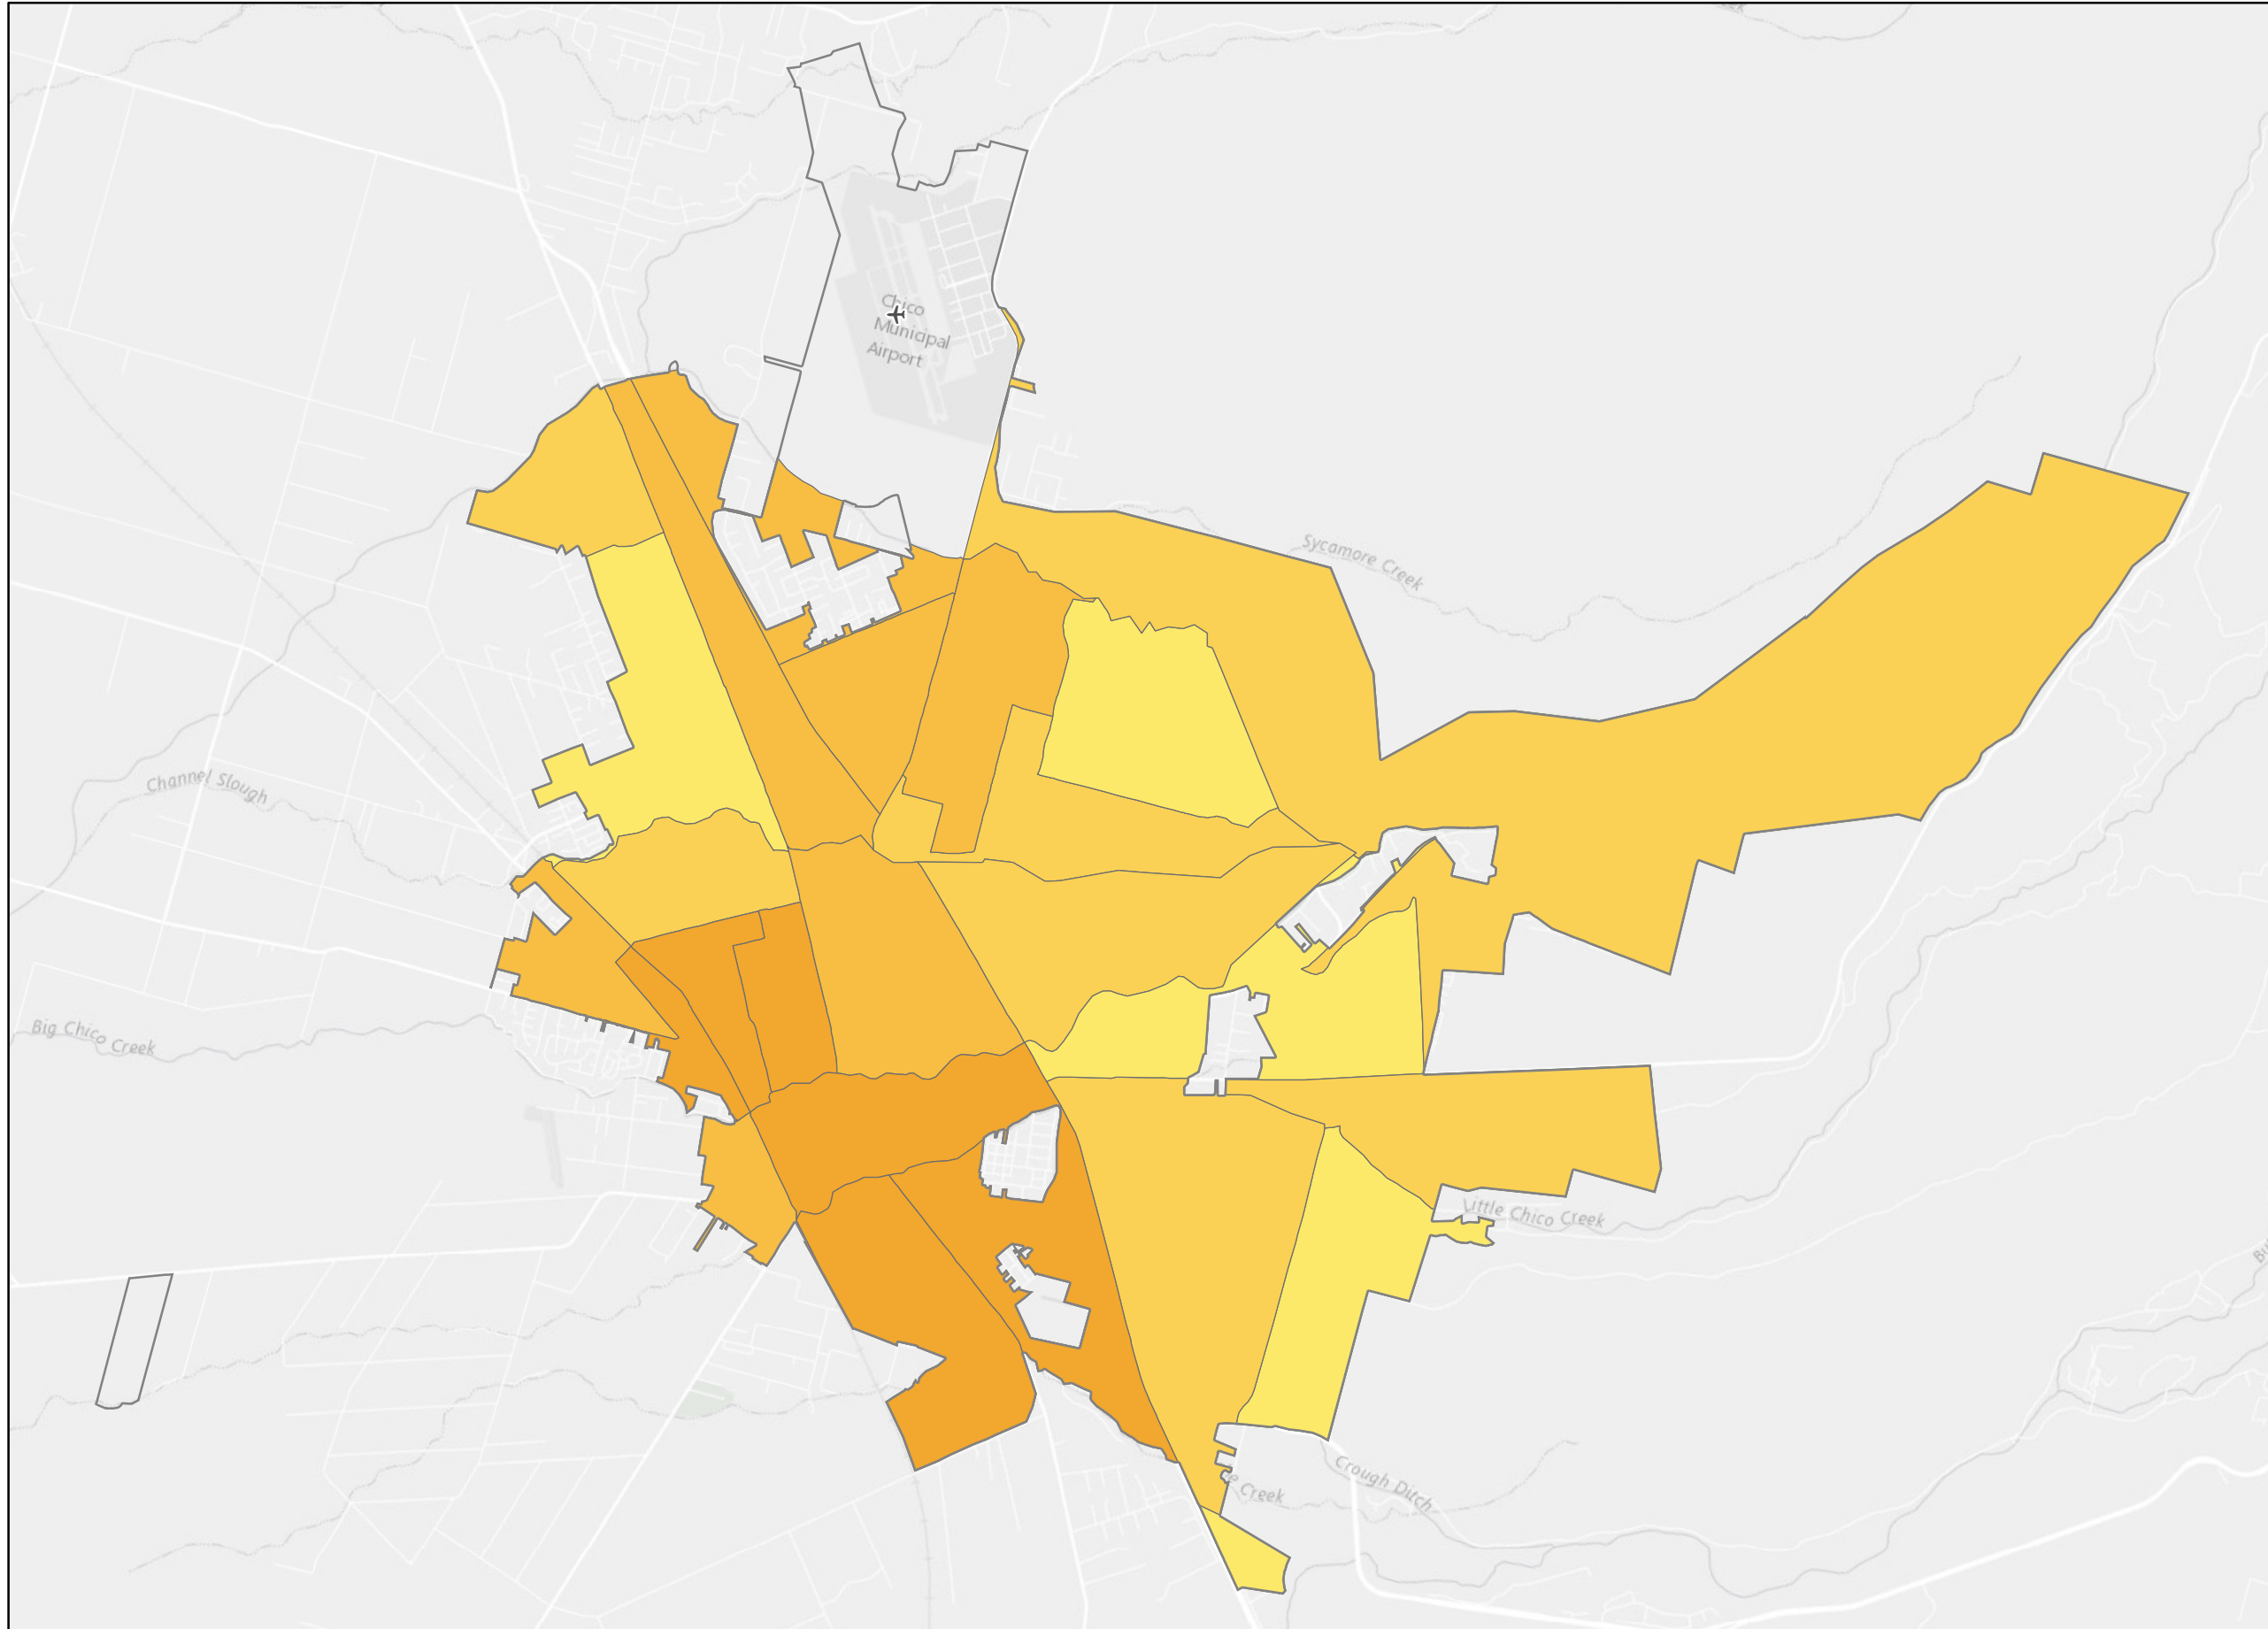 Chico
Municipal
Airport
Sycamore Creek
Channel Slough
Big Chico Creek
Little Chico Creek
Crough Ditch
Creek